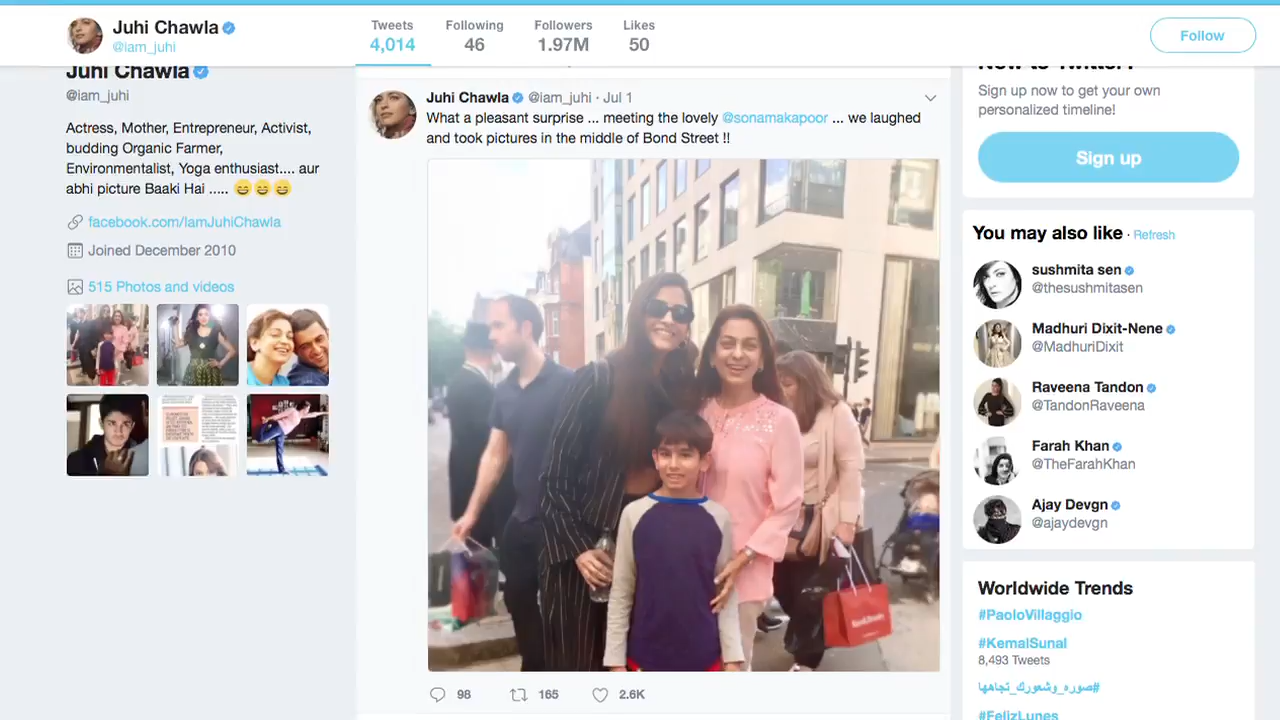 Juhi Chawla
@iam_juhi
Tweets
4,014
Following
46
Followers
1.97M
Likes
50
Follow
Juhi Chawla
@iam_juhi
Actress, Mother, Entrepreneur, Activist,
budding Organic Farmer,
Environmentalist, Yoga enthusiast.... aur
abhi picture Baaki Hai ..... 😄😄😄
facebook.com/IamJuhiChawla
Joined December 2010
515 Photos and videos
Juhi Chawla @iam_juhi · Jul 1
What a pleasant surprise ... meeting the lovely @sonamakapoor ... we laughed
and took pictures in the middle of Bond Street !!
98 165 2.6K
New to Twitter?
Sign up now to get your own
personalized timeline!
Sign up
You may also like · Refresh
sushmita sen
@thesushmitasen
Madhuri Dixit-Nene
@MadhuriDixit
Raveena Tandon
@TandonRaveena
Farah Khan
@TheFarahKhan
Ajay Devgn
@ajaydevgn
Worldwide Trends
#PaoloVillaggio
#KemalSunal
8,493 Tweets
#صوره_وشعورك_تجاهها
#FelizLunes